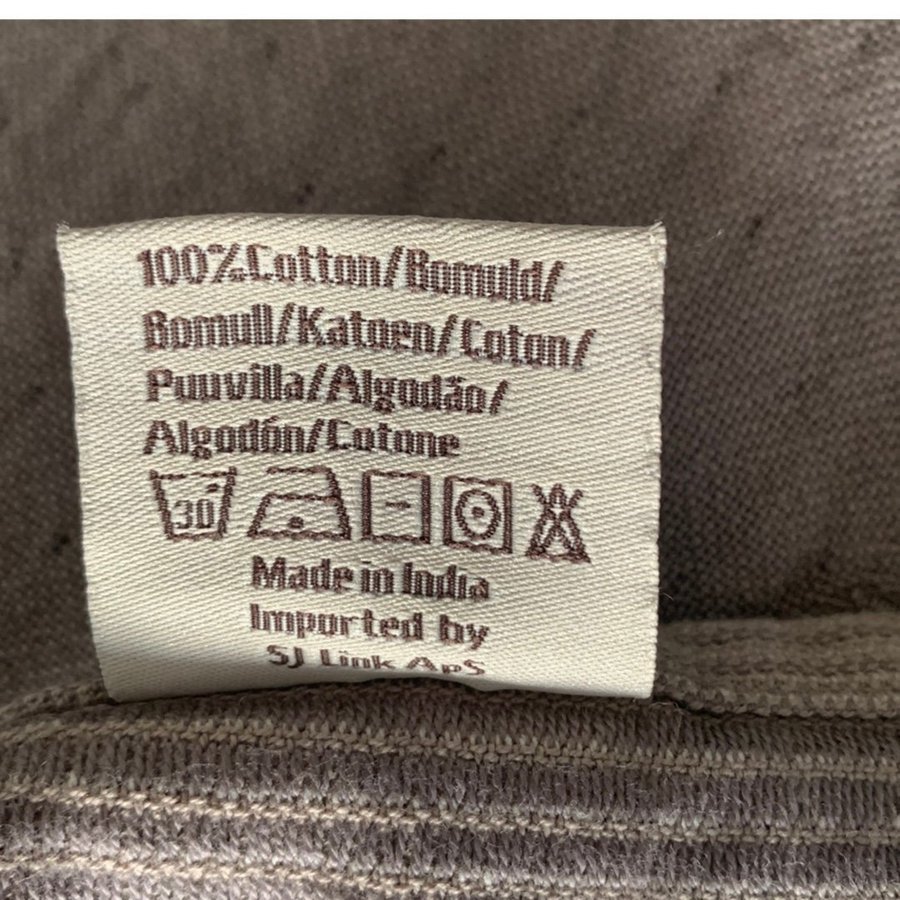 100%Cotton/Bomuld/
Bomull/Katoen/Coton/
Puuvilla/Algodão/
Algodón/Cotone
30
Made in India
Imported by
SJ Link ApS